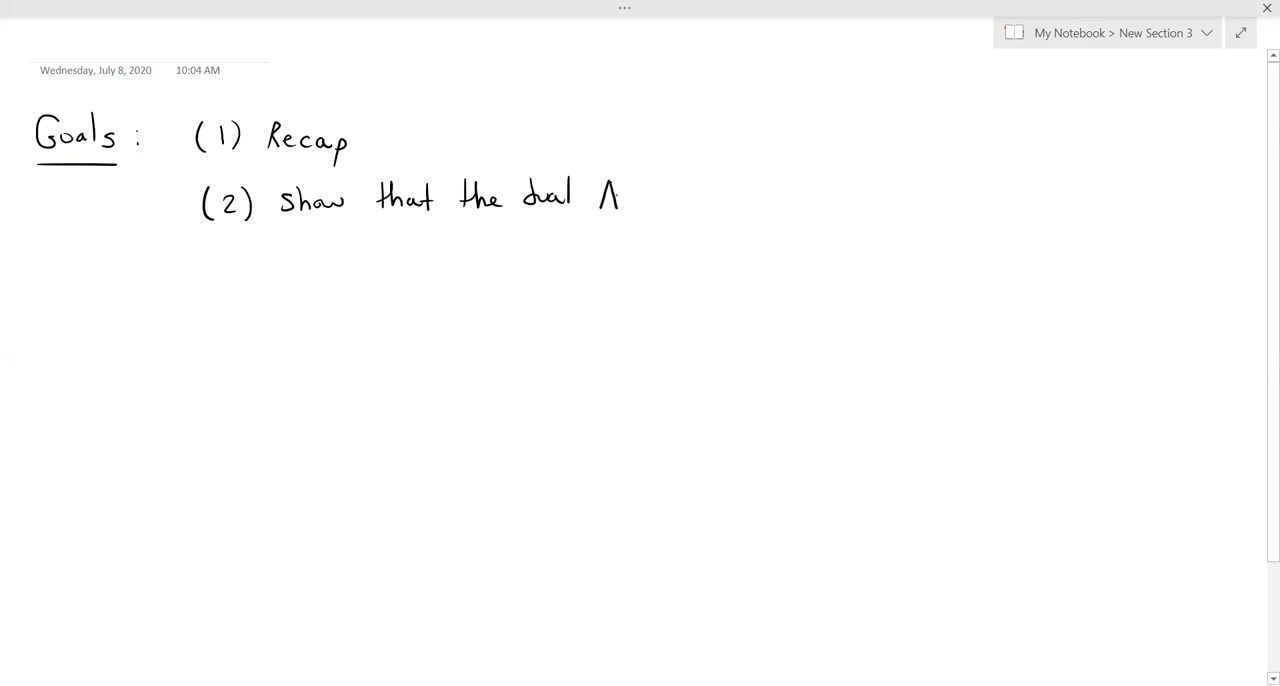 My Notebook > New Section 3
Wednesday, July 8, 2020 10:04 AM
Goals : (1) Recap
(2) show that the dual Λ